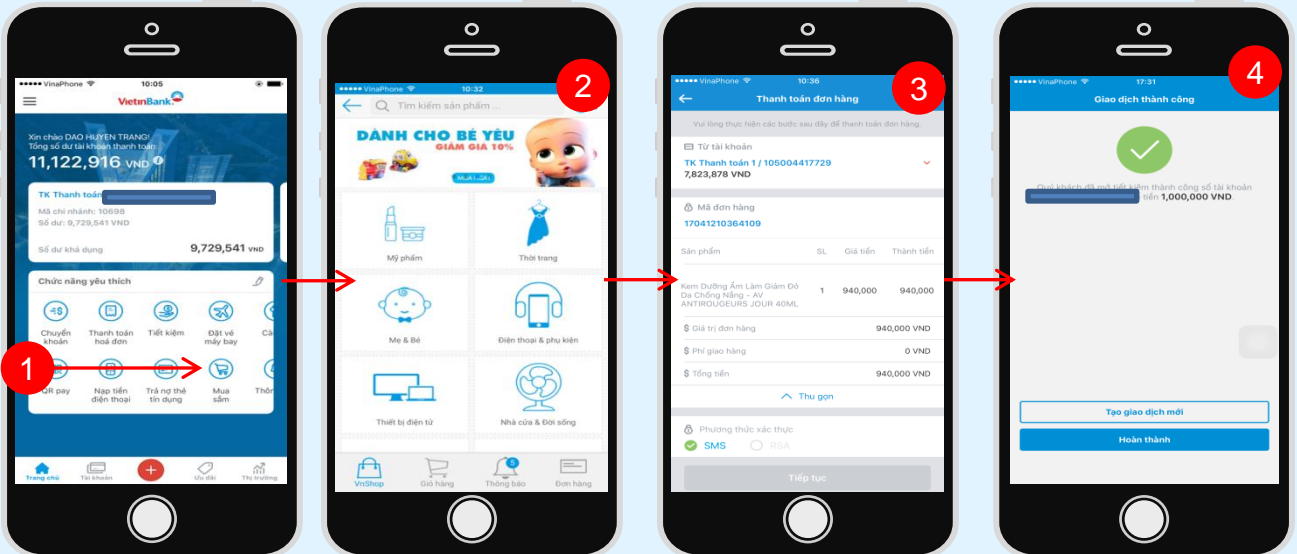 VinaPhone 10:05
VietinBank
Xin chào DAO HUYEN TRANG!
Tổng số dư tài khoản thanh toán
11,122,916 VND
TK Thanh toán
Mã chi nhánh: 10698
Số dư: 9,729,541 VND
Số dư khả dụng 9,729,541 VND
Chức năng yêu thích
Chuyển khoản
Thanh toán hoá đơn
Tiết kiệm
Đặt vé máy bay
1
QR pay
Nạp tiền điện thoại
Trả nợ thẻ tín dụng
Mua sắm
Trang chủ Tài khoản Ưu đãi Thị trường
2
VinaPhone 10:32
Tìm kiếm sản phẩm ...
DÀNH CHO BÉ YÊU
GIẢM GIÁ 10%
Mỹ phẩm Thời trang
Mẹ & Bé Điện thoại & phụ kiện
Thiết bị điện tử Nhà cửa & Đời sống
5
VnShop Giỏ hàng Thông báo Đơn hàng
3
VinaPhone 10:36
Thanh toán đơn hàng
Vui lòng thực hiện các bước sau đây để thanh toán đơn hàng.
Từ tài khoản
TK Thanh toán 1 / 105004417729
7,823,878 VND
Mã đơn hàng
17041210364109
Sản phẩm SL Giá tiền Thành tiền
Kem Dưỡng Ẩm Làm Giảm Đỏ
Da Chống Nắng - AV
ANTIROUGEURS JOUR 40ML
1 940,000 940,000
$ Giá trị đơn hàng 940,000 VND
$ Phí giao hàng 0 VND
$ Tổng tiền 940,000 VND
Thu gọn
Phương thức xác thực
SMS RSA
Tiếp tục
4
VinaPhone 17:31
Giao dịch thành công
Quý khách đã mở tiết kiệm thành công số tài khoản
tiền 1,000,000 VND.
Tạo giao dịch mới
Hoàn thành